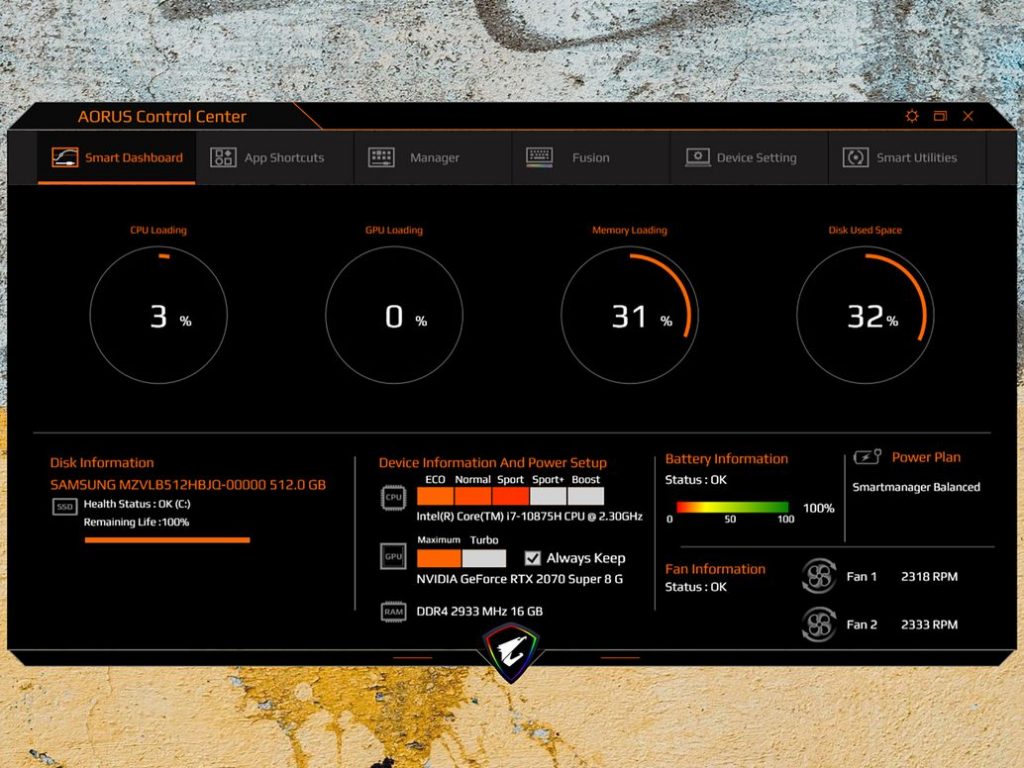 AORUS Control Center
Smart Dashboard
App Shortcuts
Manager
Fusion
Device Setting
Smart Utilities
CPU Loading
3 %
GPU Loading
0 %
Memory Loading
31 %
Disk Used Space
32%
Disk Information
SAMSUNG MZVLB512HBJQ-00000 512.0 GB
SSD
Health Status : OK (C:)
Remaining Life :100%
Device Information And Power Setup
ECO Normal Sport Sport+ Boost
CPU
Intel(R) Core(TM) i7-10875H CPU @ 2.30GHz
Maximum Turbo
GPU
Always Keep
NVIDIA GeForce RTX 2070 Super 8 G
RAM
DDR4 2933 MHz 16 GB
Battery Information
Status : OK
100%
0 50 100
Power Plan
Smartmanager Balanced
Fan Information
Status : OK
Fan 1 2318 RPM
Fan 2 2333 RPM